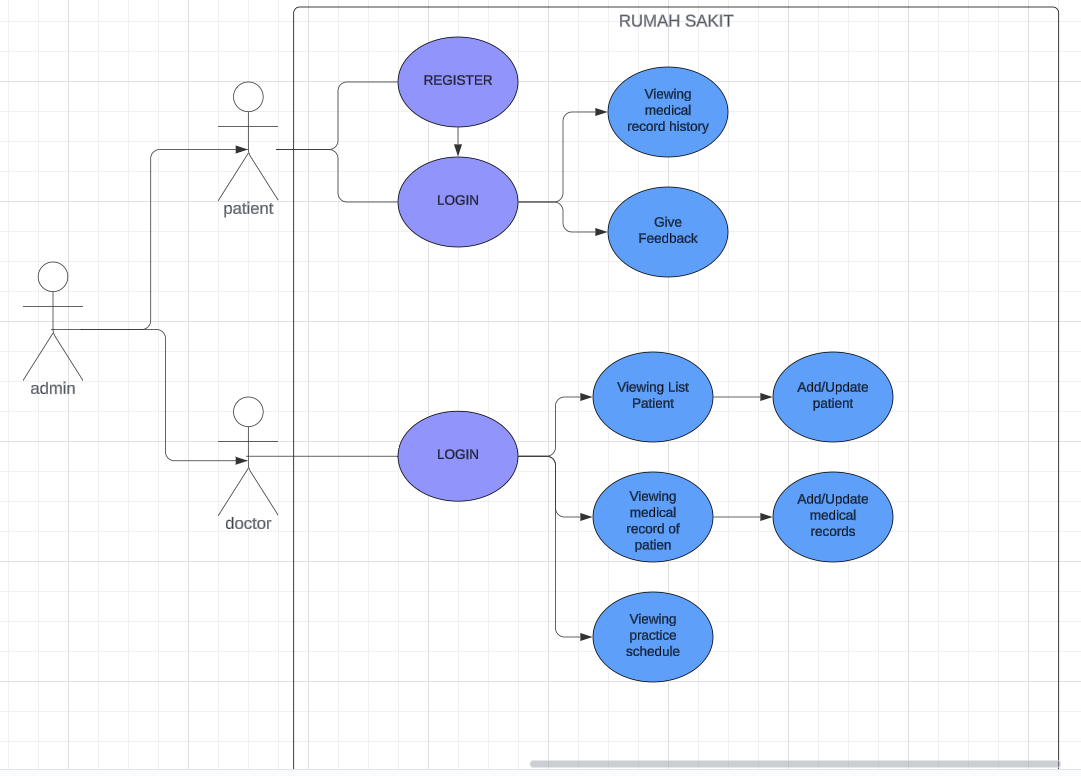 RUMAH SAKIT
REGISTER
Viewing
medical
record history
patient
LOGIN
Give
Feedback
admin
doctor
LOGIN
Viewing List
Patient
Add/Update
patient
Viewing
medical
record of
patien
Add/Update
medical
records
Viewing
practice
schedule